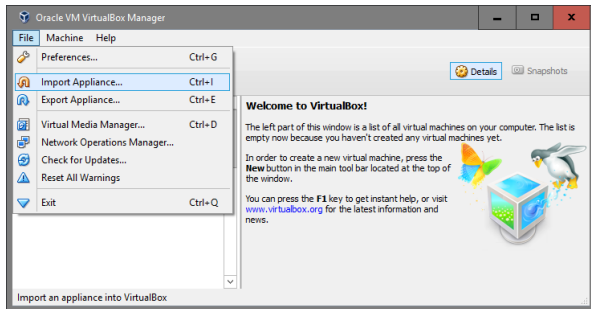 Oracle VM VirtualBox Manager
File Machine Help
Preferences... Ctrl+G
Import Appliance... Ctrl+I
Export Appliance... Ctrl+E
Virtual Media Manager... Ctrl+D
Network Operations Manager...
Check for Updates...
Reset All Warnings
Exit Ctrl+Q
Details Snapshots
Welcome to VirtualBox!
The left part of this window is a list of all virtual machines on your computer. The list is
empty now because you haven't created any virtual machines yet.
In order to create a new virtual machine, press the
New button in the main tool bar located at the top of
the window.
You can press the F1 key to get instant help, or visit
www.virtualbox.org for the latest information and
news.
Import an appliance into VirtualBox